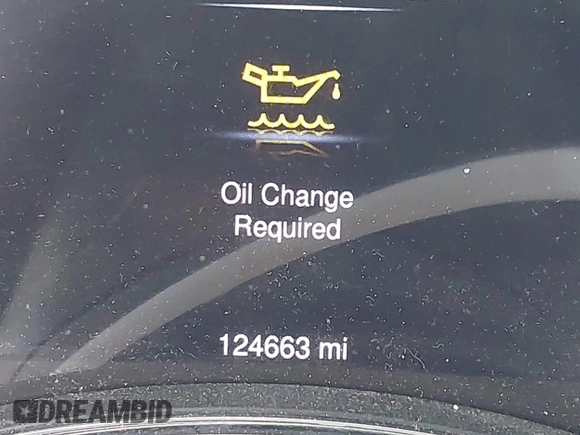 Oil Change
Required
124663 mi
DREAMBID